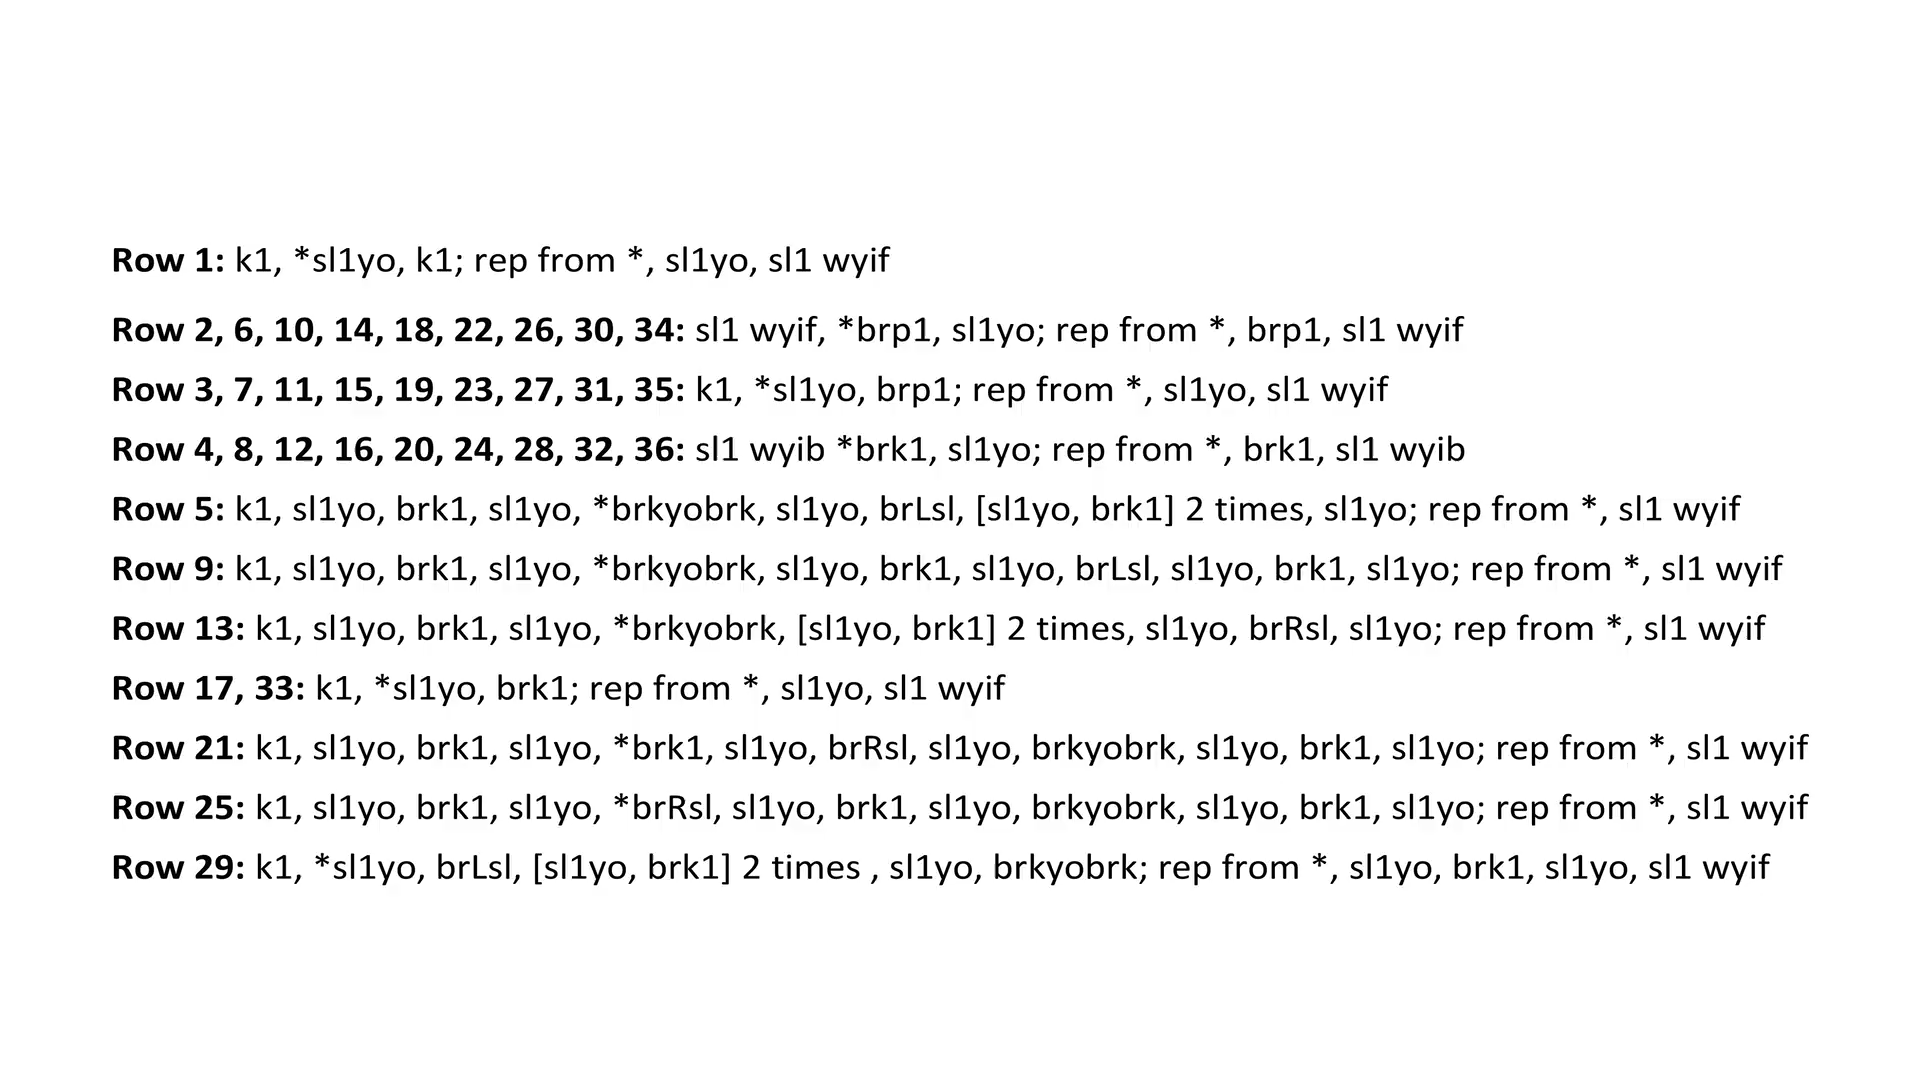 Row 1: k1, *sl1yo, k1; rep from *, sl1yo, sl1 wyif
Row 2, 6, 10, 14, 18, 22, 26, 30, 34: sl1 wyif, *brp1, sl1yo; rep from *, brp1, sl1 wyif
Row 3, 7, 11, 15, 19, 23, 27, 31, 35: k1, *sl1yo, brp1; rep from *, sl1yo, sl1 wyif
Row 4, 8, 12, 16, 20, 24, 28, 32, 36: sl1 wyib *brk1, sl1yo; rep from *, brk1, sl1 wyib
Row 5: k1, sl1yo, brk1, sl1yo, *brkyobrk, sl1yo, brLsl, [sl1yo, brk1] 2 times, sl1yo; rep from *, sl1 wyif
Row 9: k1, sl1yo, brk1, sl1yo, *brkyobrk, sl1yo, brk1, sl1yo, brLsl, sl1yo, brk1, sl1yo; rep from *, sl1 wyif
Row 13: k1, sl1yo, brk1, sl1yo, *brkyobrk, [sl1yo, brk1] 2 times, sl1yo, brRsl, sl1yo; rep from *, sl1 wyif
Row 17, 33: k1, *sl1yo, brk1; rep from *, sl1yo, sl1 wyif
Row 21: k1, sl1yo, brk1, sl1yo, *brk1, sl1yo, brRsl, sl1yo, brkyobrk, sl1yo, brk1, sl1yo; rep from *, sl1 wyif
Row 25: k1, sl1yo, brk1, sl1yo, *brRsl, sl1yo, brk1, sl1yo, brkyobrk, sl1yo, brk1, sl1yo; rep from *, sl1 wyif
Row 29: k1, *sl1yo, brLsl, [sl1yo, brk1] 2 times , sl1yo, brkyobrk; rep from *, sl1yo, brk1, sl1yo, sl1 wyif